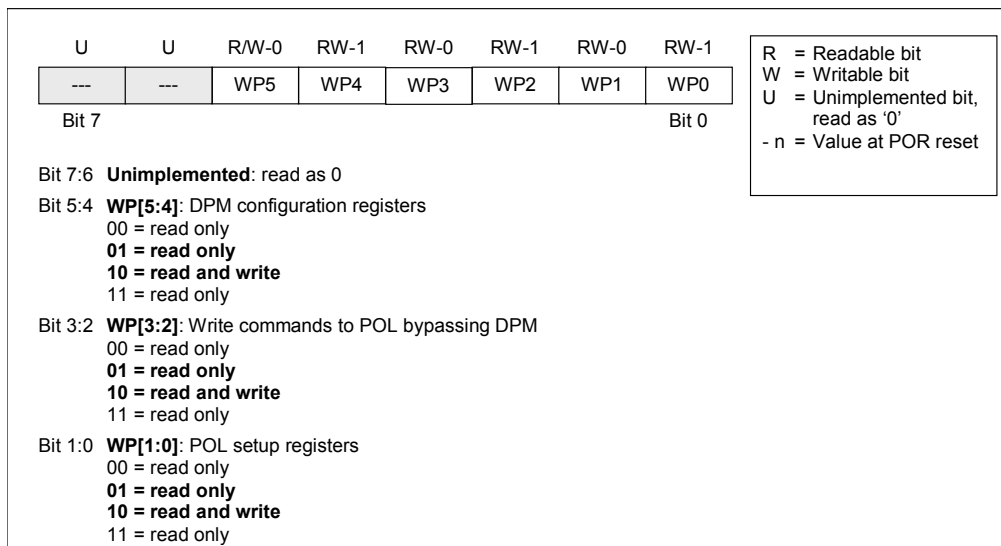 U U R/W-0 RW-1 RW-0 RW-1 RW-0 RW-1
--- --- WP5 WP4 WP3 WP2 WP1 WP0
Bit 7 Bit 0
R = Readable bit
W = Writable bit
U = Unimplemented bit,
read as ‘0’
- n = Value at POR reset
Bit 7:6 Unimplemented: read as 0
Bit 5:4 WP[5:4]: DPM configuration registers
00 = read only
01 = read only
10 = read and write
11 = read only
Bit 3:2 WP[3:2]: Write commands to POL bypassing DPM
00 = read only
01 = read only
10 = read and write
11 = read only
Bit 1:0 WP[1:0]: POL setup registers
00 = read only
01 = read only
10 = read and write
11 = read only